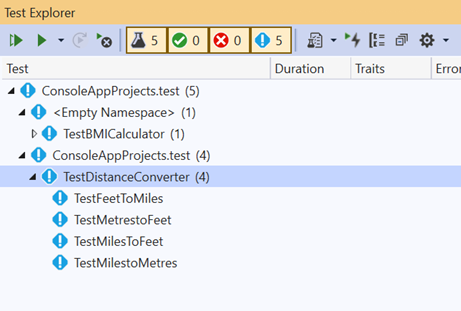 Test Explorer
5 0 0 5
Test Duration Traits Error
ConsoleAppProjects.test (5)
<Empty Namespace> (1)
TestBMICalculator (1)
ConsoleAppProjects.test (4)
TestDistanceConverter (4)
TestFeetToMiles
TestMetrestoFeet
TestMilesToFeet
TestMilestoMetres